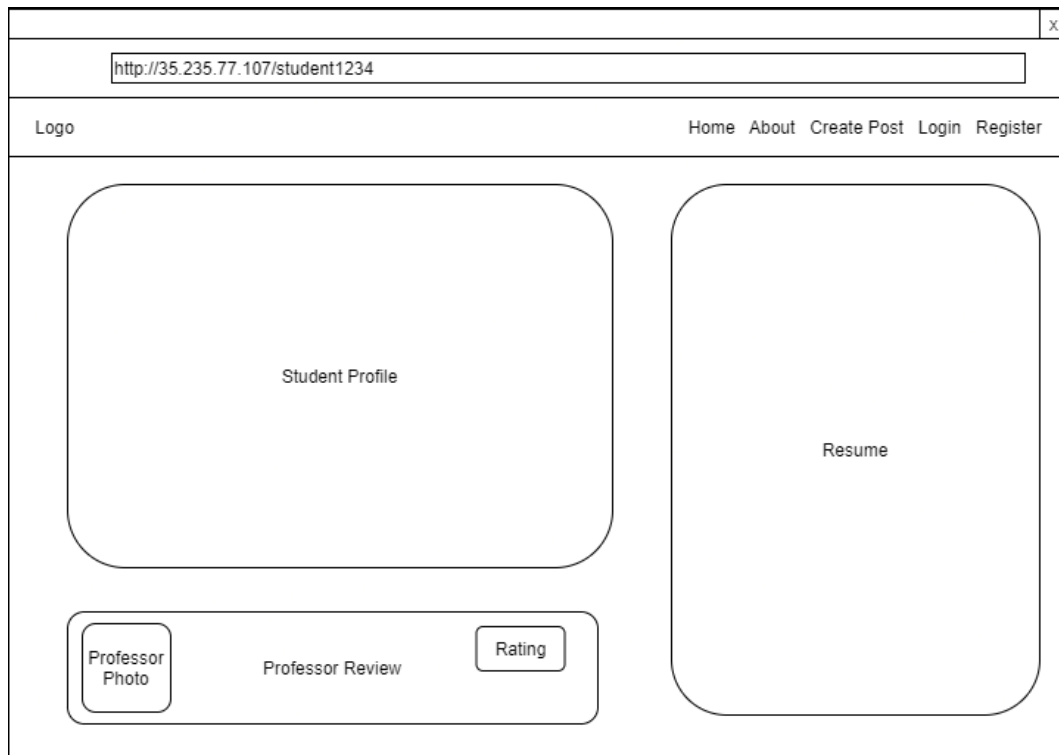 X
http://35.235.77.107/student1234
Logo
Home About Create Post Login Register
Student Profile
Resume
Professor
Photo
Professor Review
Rating